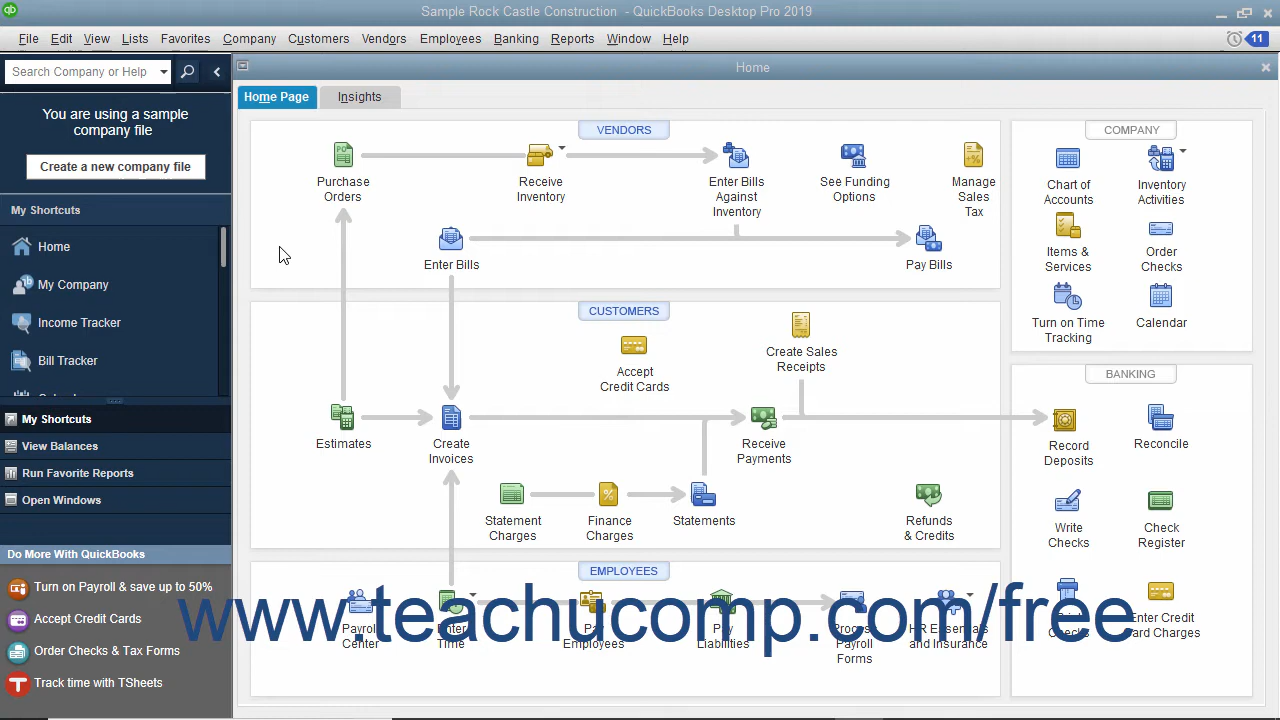 Sample Rock Castle Construction - QuickBooks Desktop Pro 2019
File Edit View Lists Favorites Company Customers Vendors Employees Banking Reports Window Help
11
Search Company or Help
Home
You are using a sample
company file
Create a new company file
My Shortcuts
Home
My Company
Income Tracker
Bill Tracker
My Shortcuts
View Balances
Run Favorite Reports
Open Windows
Do More With QuickBooks
Turn on Payroll & save up to 50%
Accept Credit Cards
Order Checks & Tax Forms
Track time with TSheets
Home Page Insights
VENDORS
Purchase
Orders
Receive
Inventory
Enter Bills
Against
Inventory
See Funding
Options
Manage
Sales
Tax
Enter Bills
Pay Bills
CUSTOMERS
Accept
Credit Cards
Create Sales
Receipts
Estimates
Create
Invoices
Receive
Payments
Statement
Charges
Finance
Charges
Statements
Refunds
& Credits
EMPLOYEES
Payroll
Center
Enter
Time
Pay
Employees
Pay
Liabilities
Process
Payroll
Forms
HR Essentials
and Insurance
COMPANY
Chart of
Accounts
Inventory
Activities
Items &
Services
Order
Checks
Turn on Time
Tracking
Calendar
BANKING
Record
Deposits
Reconcile
Write
Checks
Check
Register
Checks
Enter Credit
Card Charges
www.teachucomp.com/free